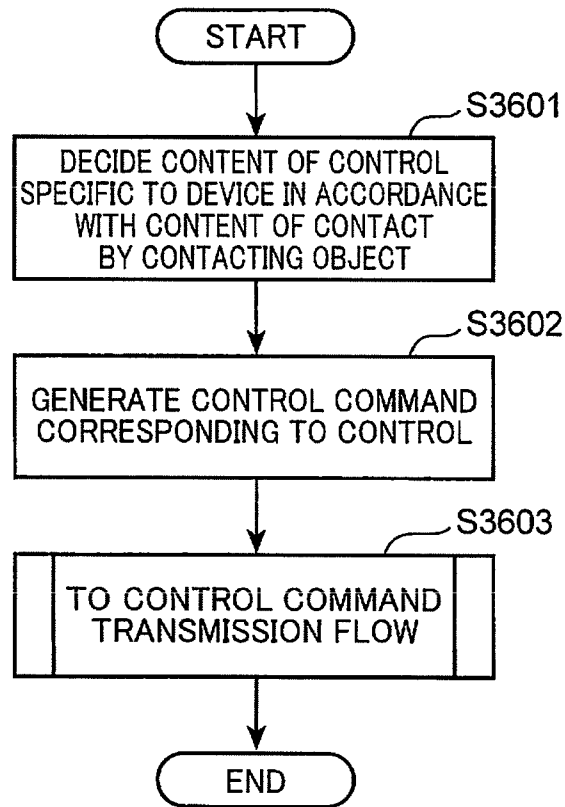 START
S3601
DECIDE CONTENT OF CONTROL
SPECIFIC TO DEVICE IN ACCORDANCE
WITH CONTENT OF CONTACT
BY CONTACTING OBJECT
S3602
GENERATE CONTROL COMMAND
CORRESPONDING TO CONTROL
S3603
TO CONTROL COMMAND
TRANSMISSION FLOW
END